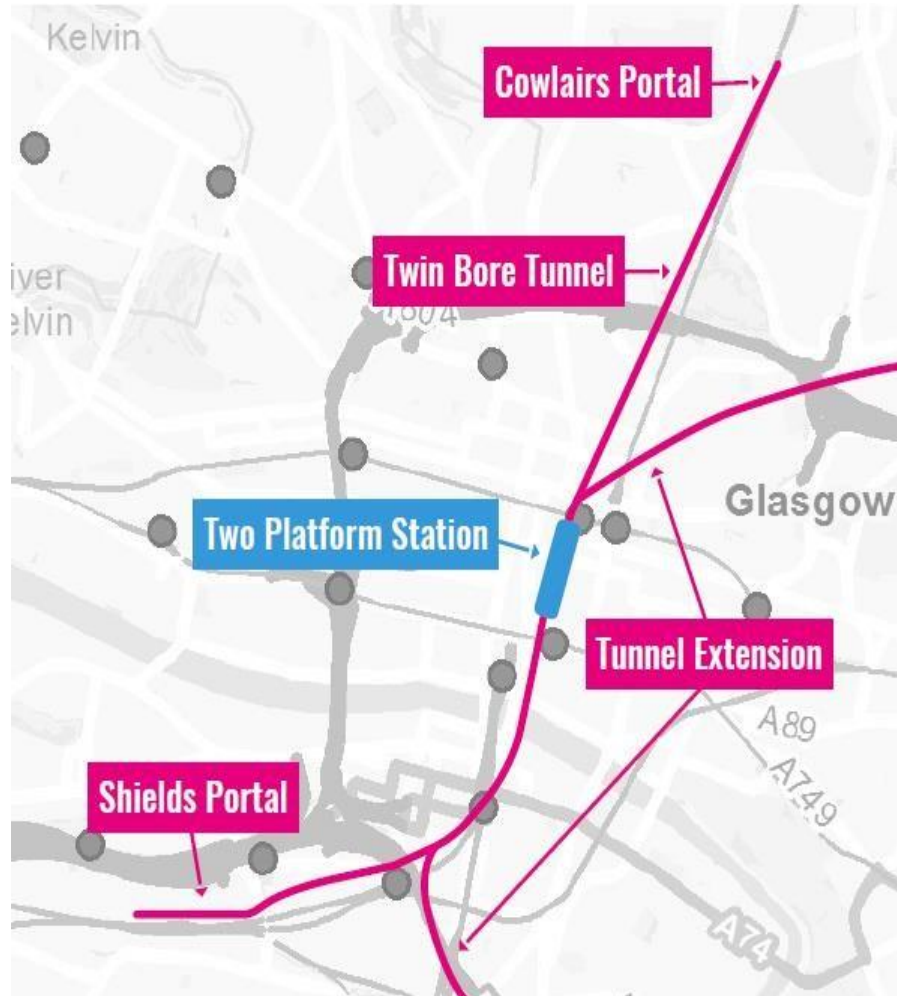 Kelvin
Cowlairs Portal
Twin Bore Tunnel
iver
elvin
Glasgow
Two Platform Station
Tunnel Extension
A89
A749
Shields Portal
A74